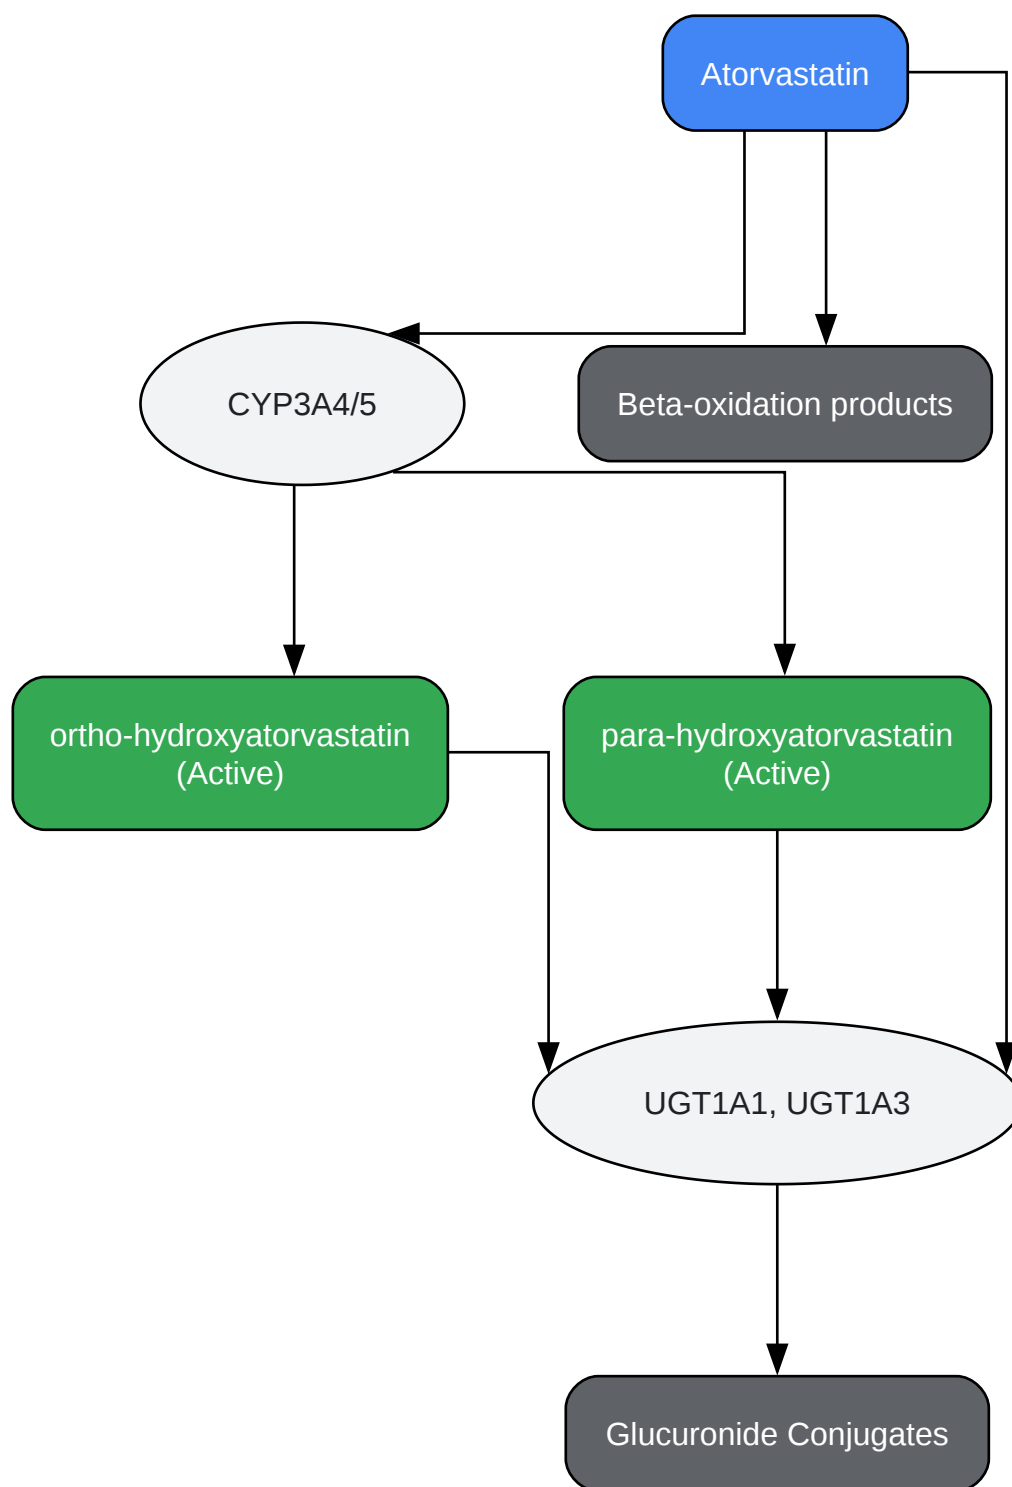 Atorvastatin
CYP3A4/5
Beta-oxidation products
ortho-hydroxyatorvastatin
(Active)
para-hydroxyatorvastatin
(Active)
UGT1A1, UGT1A3
Glucuronide Conjugates